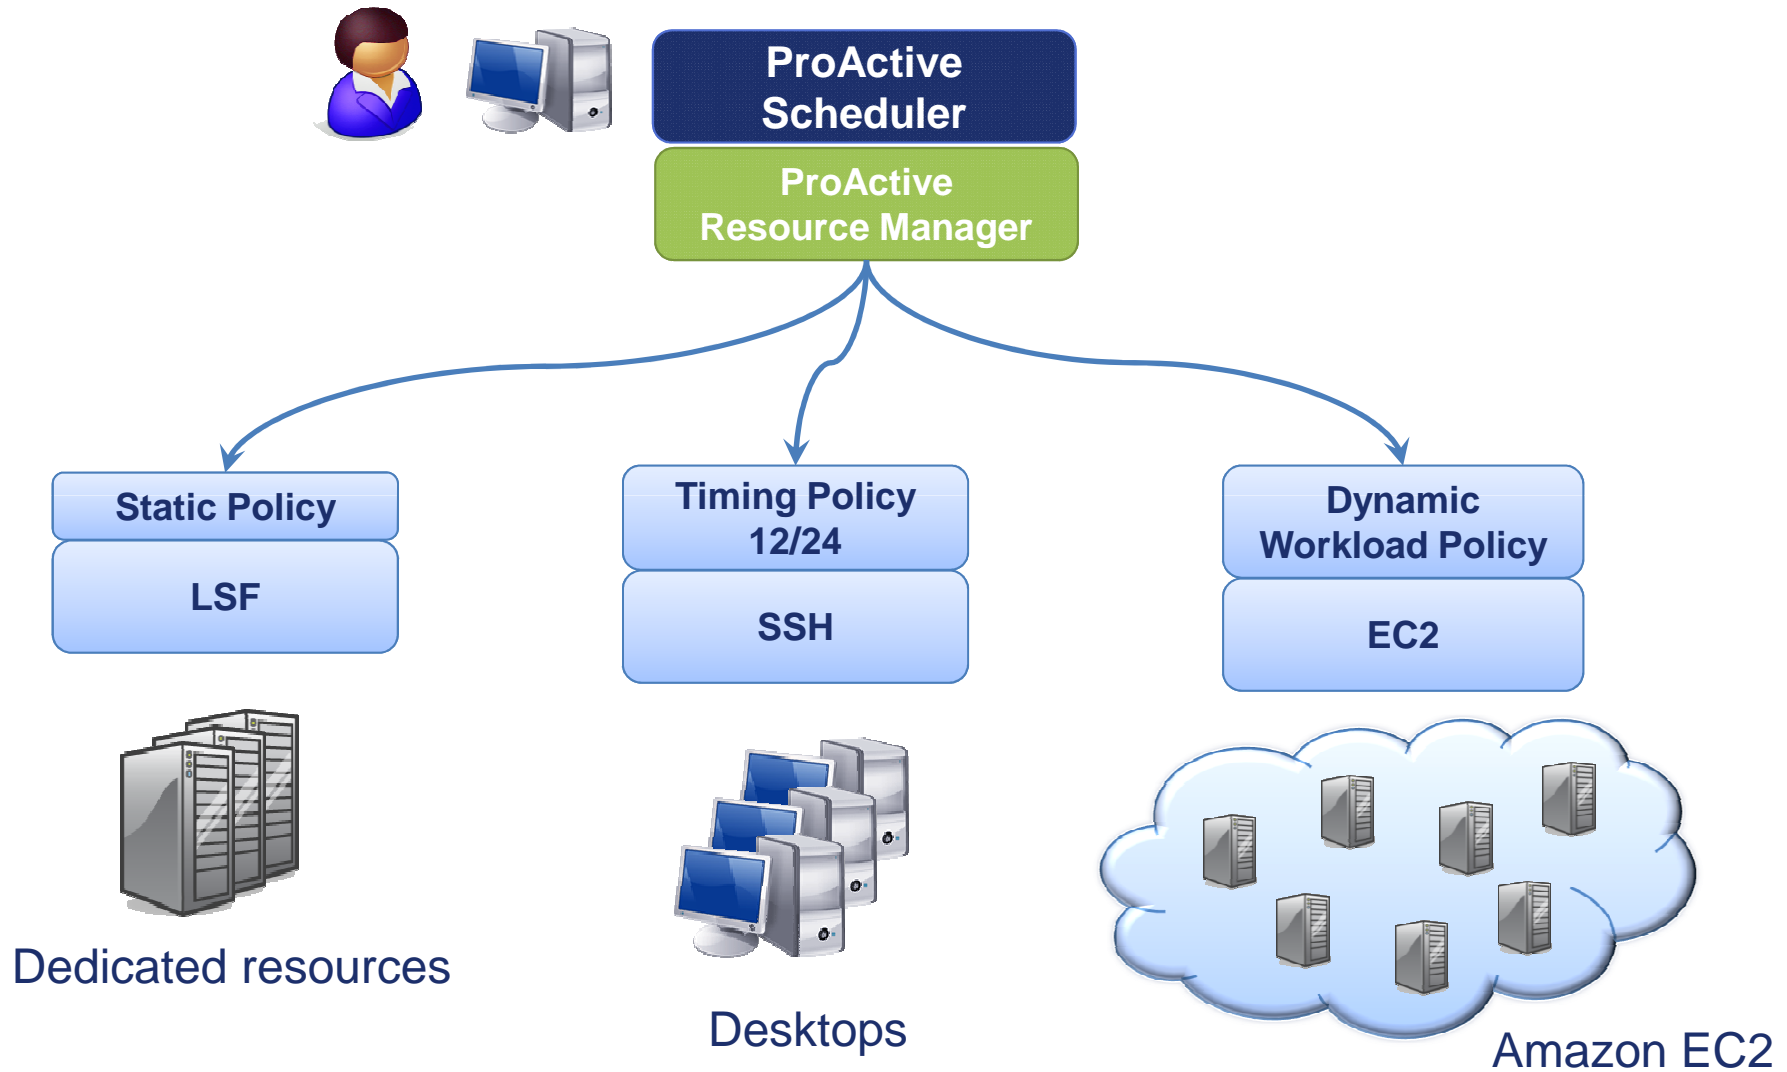 ProActive
Scheduler
ProActive
Resource Manager
Static Policy
LSF
Timing Policy
12/24
SSH
Dynamic
Workload Policy
EC2
Dedicated resources
Desktops
Amazon EC2